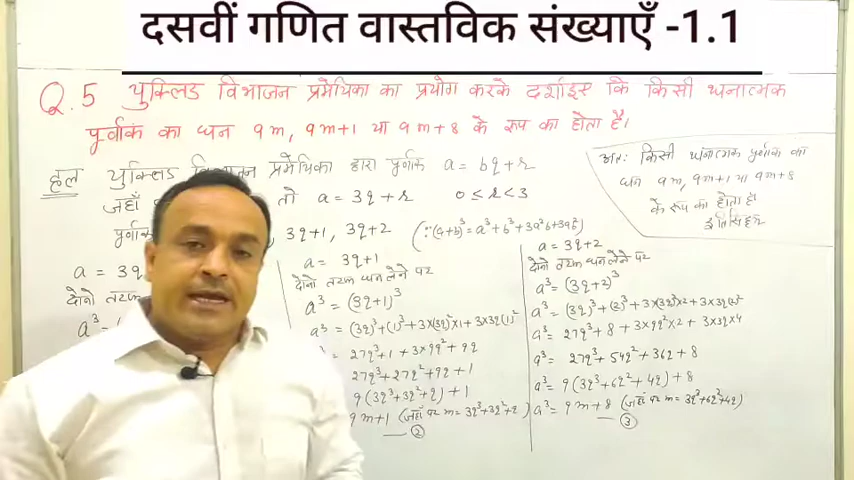 दसवीं गणित वास्तविक संख्याएँ -1.1
Q.5 युक्लिड विभाजन प्रमेयिका का प्रयोग करके दर्शाइए कि किसी धनात्मक
पूर्वाक का घन 9m, 9m+1 या 9m+8 के रूप का होता है।
हल युक्लिड विभाजन प्रमेयिका द्वारा पूर्णांक a = bq+r
जहाँ तो a = 3q+r 0≤r<3
3q+1, 3q+2 (∵(a+b)³ = a³+b³+3a²b+3ab²)
a = 3q
दोनो तरफ
a³ =
a = 3q+1
दोनो तरफ घन लेने पर
a³ = (3q+1)³
a³ = (3q)³+(1)³+3×(3q)²×1+3×3q(1)²
= 27q³+1+3×9q²+9q
27q³+27q²+9q+1
9(3q³+3q²+q)+1
9m+1 (जहाँ पर m = 3q³+3q²+q)
— ②
a = 3q+2
दोनो तरफ घन लेने पर
a³ = (3q+2)³
a³ = (3q)³+(2)³+3×(3q)²×2+3×3q(2)²
a³ = 27q³+8+3×9q²×2+3×3q×4
a³ = 27q³+54q²+36q+8
a³ = 9(3q³+6q²+4q)+8
a³ = 9m+8 (जहाँ पर m = 3q³+6q²+4q)
— ③
अतः किसी धनात्मक पूर्णांक का
घन 9m, 9m+1 या 9m+8
के रूप का होता है
इतिसिद्धम